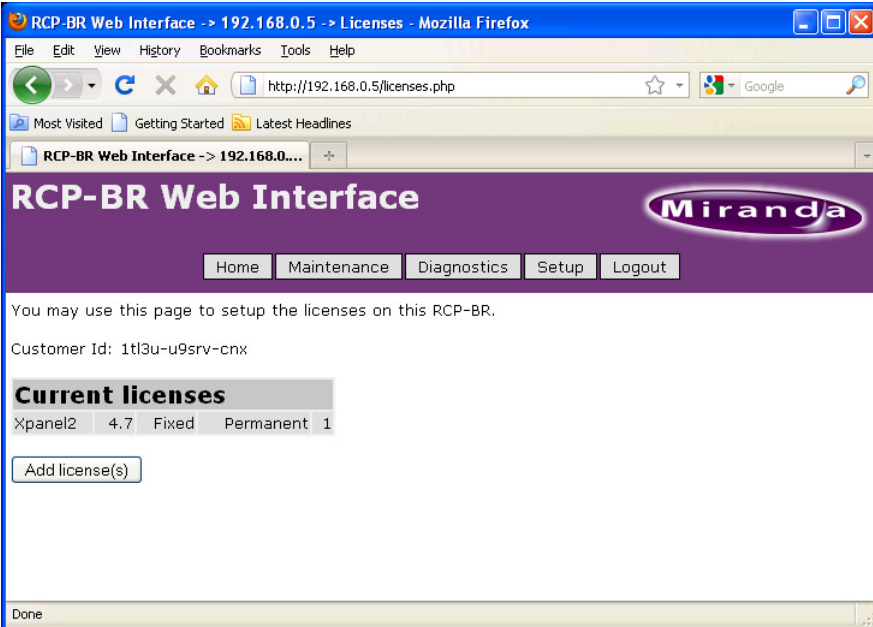 RCP-BR Web Interface -> 192.168.0.5 -> Licenses - Mozilla Firefox
File Edit View History Bookmarks Tools Help
http://192.168.0.5/licenses.php Google
Most Visited Getting Started Latest Headlines
RCP-BR Web Interface -> 192.168.0....
RCP-BR Web Interface
Miranda
Home Maintenance Diagnostics Setup Logout
You may use this page to setup the licenses on this RCP-BR.
Customer Id: 1tl3u-u9srv-cnx
Current licenses
Xpanel2 4.7 Fixed Permanent 1
Add license(s)
Done